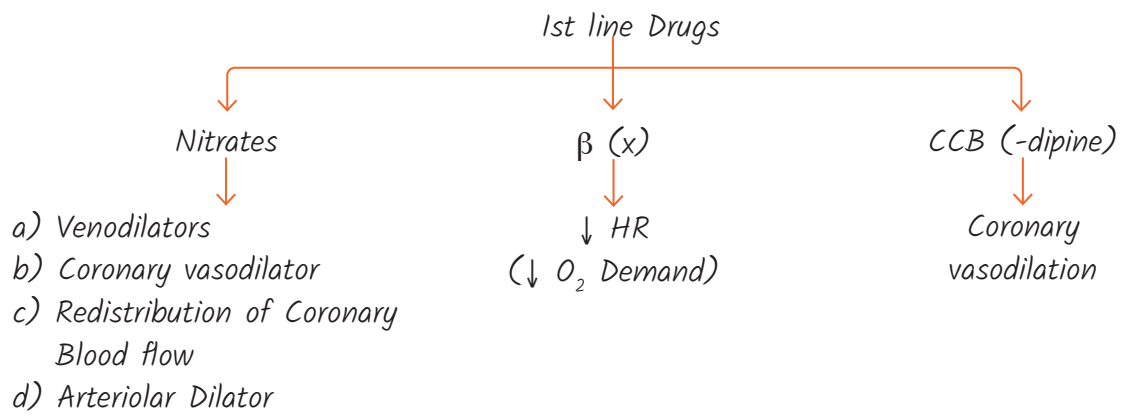 1st line Drugs
Nitrates
β (x)
CCB (-dipine)
a) Venodilators
b) Coronary vasodilator
c) Redistribution of Coronary
Blood flow
d) Arteriolar Dilator
↓ HR
(↓ O₂ Demand)
Coronary
vasodilation